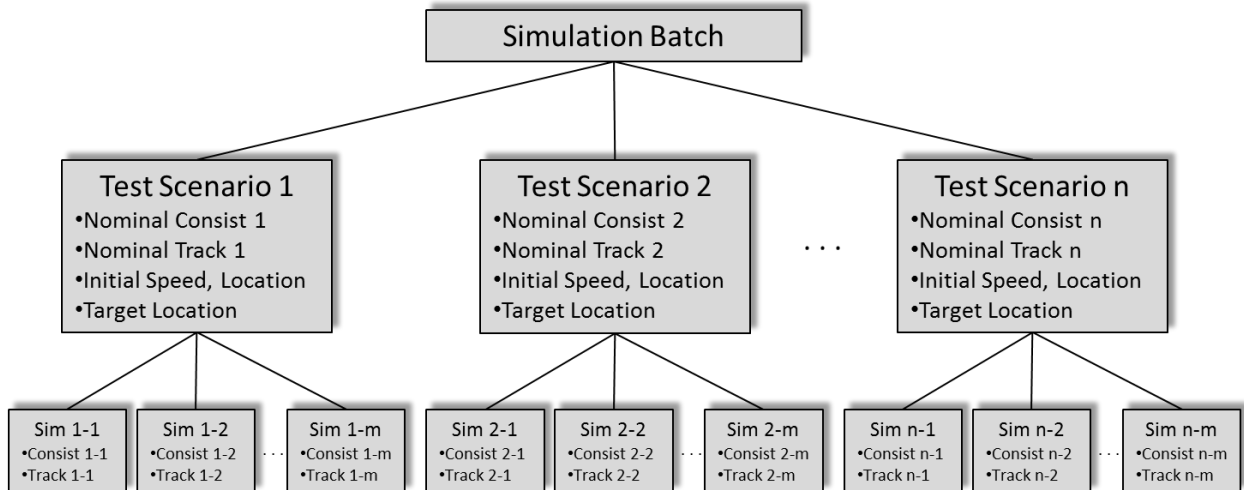 Simulation Batch
Test Scenario 1
•Nominal Consist 1
•Nominal Track 1
•Initial Speed, Location
•Target Location
Test Scenario 2
•Nominal Consist 2
•Nominal Track 2
•Initial Speed, Location
•Target Location
. . .
Test Scenario n
•Nominal Consist n
•Nominal Track n
•Initial Speed, Location
•Target Location
Sim 1-1
•Consist 1-1
•Track 1-1
Sim 1-2
•Consist 1-2
•Track 1-2
. . .
Sim 1-m
•Consist 1-m
•Track 1-m
Sim 2-1
•Consist 2-1
•Track 2-1
Sim 2-2
•Consist 2-2
•Track 2-2
. . .
Sim 2-m
•Consist 2-m
•Track 2-m
Sim n-1
•Consist n-1
•Track n-1
Sim n-2
•Consist n-2
•Track n-2
. . .
Sim n-m
•Consist n-m
•Track n-m